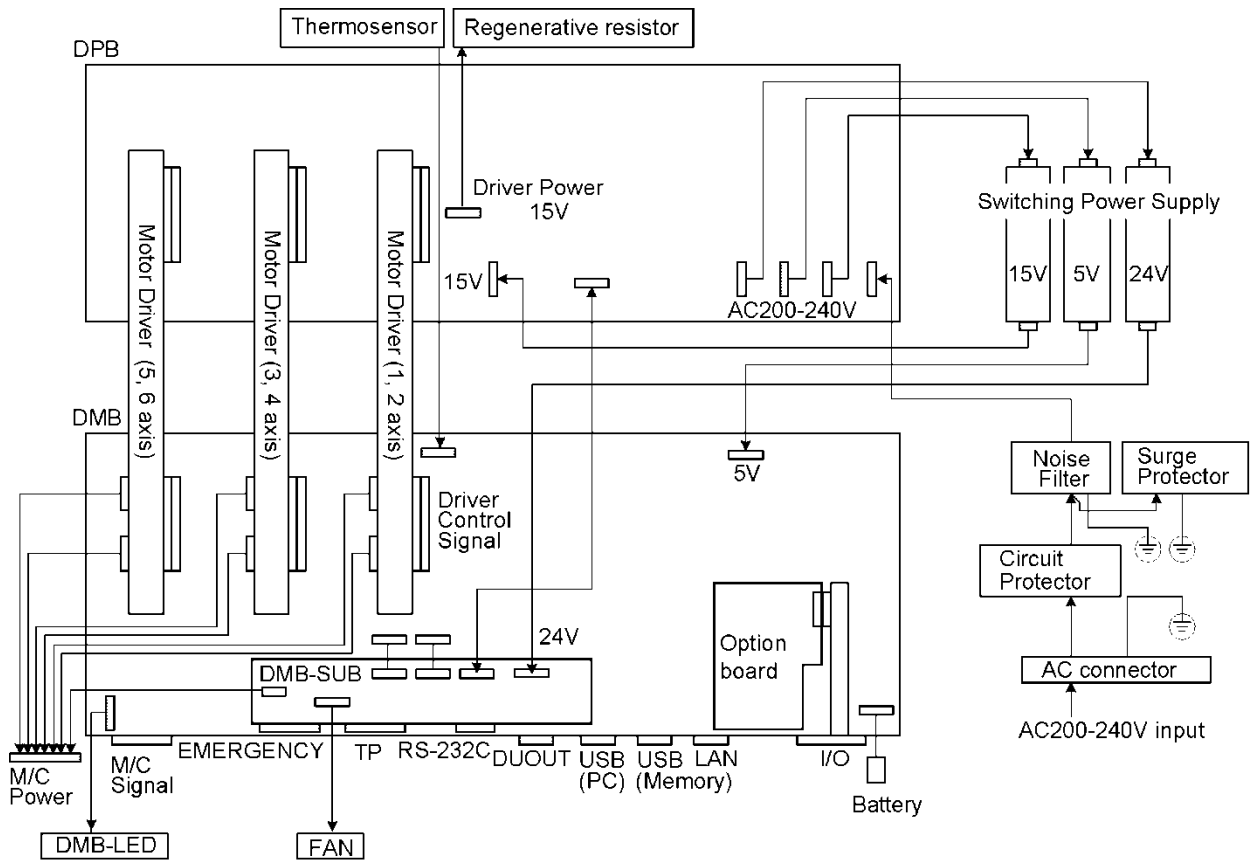 Thermosensor
Regenerative resistor
DPB
Driver Power
15V
Switching Power Supply
15V
5V
24V
15V
AC200-240V
Motor Driver (5, 6 axis)
Motor Driver (3, 4 axis)
Motor Driver (1, 2 axis)
DMB
5V
Noise
Filter
Surge
Protector
Driver
Control
Signal
Circuit
Protector
24V
Option
board
DMB-SUB
AC connector
AC200-240V input
EMERGENCY
TP
RS-232C
DUOUT
USB
(PC)
USB
(Memory)
LAN
I/O
M/C
Power
M/C
Signal
Battery
DMB-LED
FAN